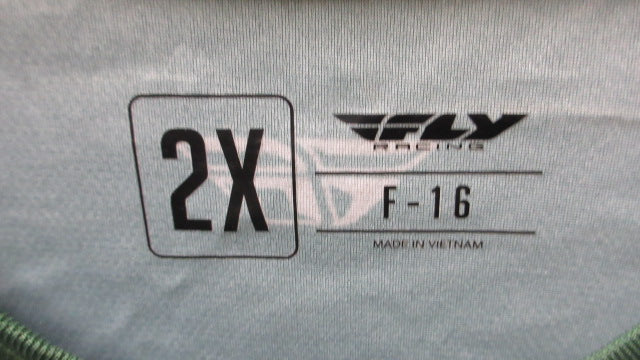 2X
FLY
RACING
F-16
MADE IN VIETNAM